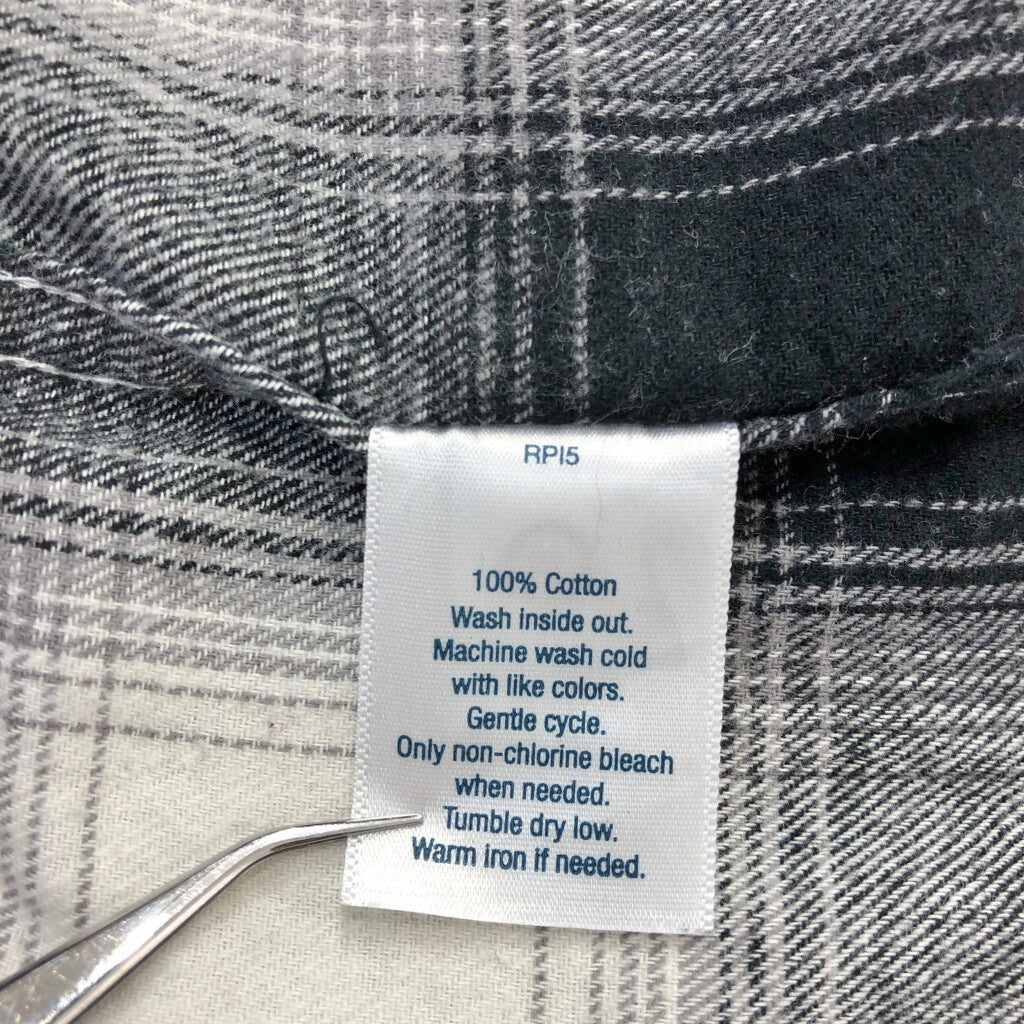 RPI5
100% Cotton
Wash inside out.
Machine wash cold
with like colors.
Gentle cycle.
Only non-chlorine bleach
when needed.
Tumble dry low.
Warm iron if needed.